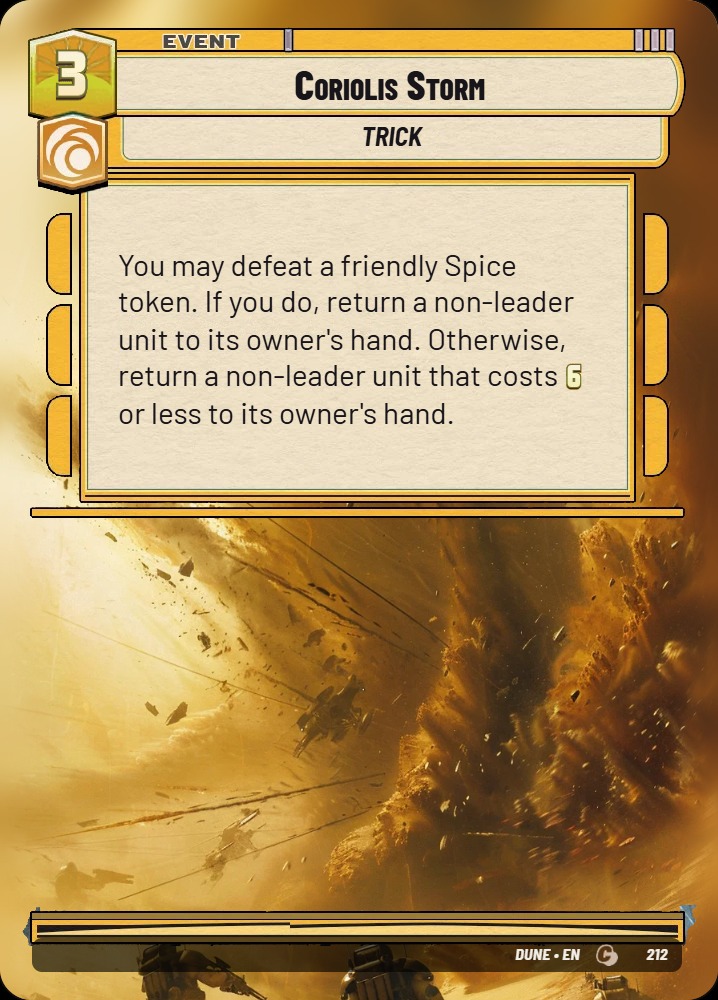 EVENT
3
Coriolis Storm
TRICK
You may defeat a friendly Spice
token. If you do, return a non-leader
unit to its owner's hand. Otherwise,
return a non-leader unit that costs 6
or less to its owner's hand.
DUNE • EN C 212